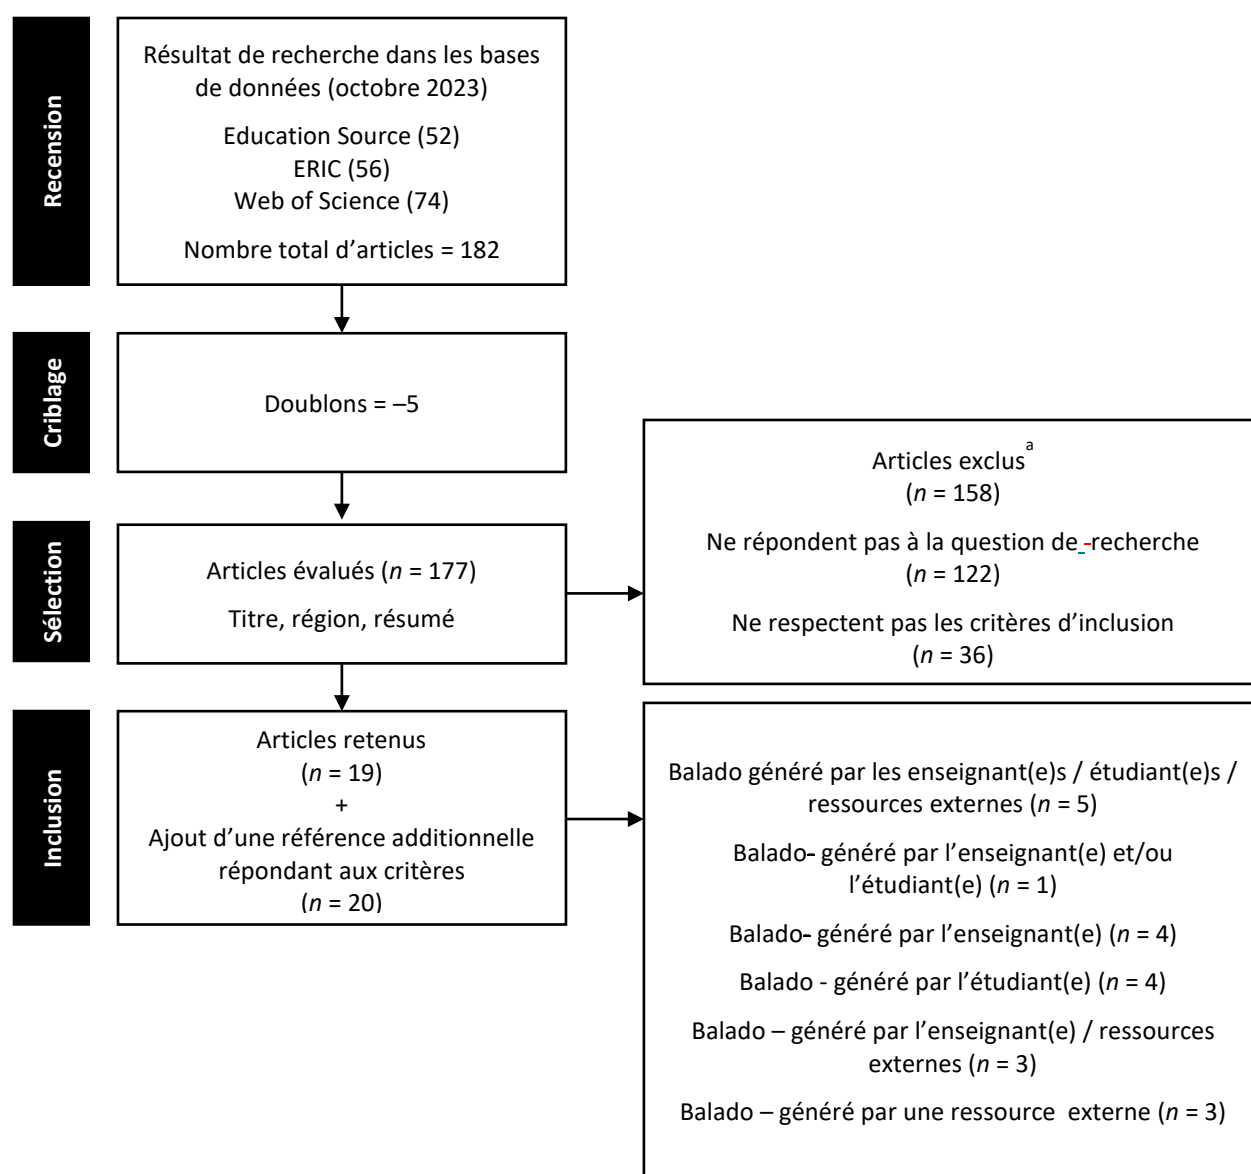 Recension
Résultat de recherche dans les bases
de données (octobre 2023)
Education Source (52)
ERIC (56)
Web of Science (74)
Nombre total d’articles = 182
Criblage
Doublons = –5
Sélection
Articles évalués (n = 177)
Titre, région, résumé
Articles exclus a
(n = 158)
Ne répondent pas à la question de -recherche
(n = 122)
Ne respectent pas les critères d’inclusion
(n = 36)
Inclusion
Articles retenus
(n = 19)
+
Ajout d’une référence additionnelle
répondant aux critères
(n = 20)
Balado généré par les enseignant(e)s / étudiant(e)s /
ressources externes (n = 5)
Balado- généré par l’enseignant(e) et/ou
l’étudiant(e) (n = 1)
Balado- généré par l’enseignant(e) (n = 4)
Balado - généré par l’étudiant(e) (n = 4)
Balado – généré par l’enseignant(e) / ressources
externes (n = 3)
Balado – généré par une ressource externe (n = 3)